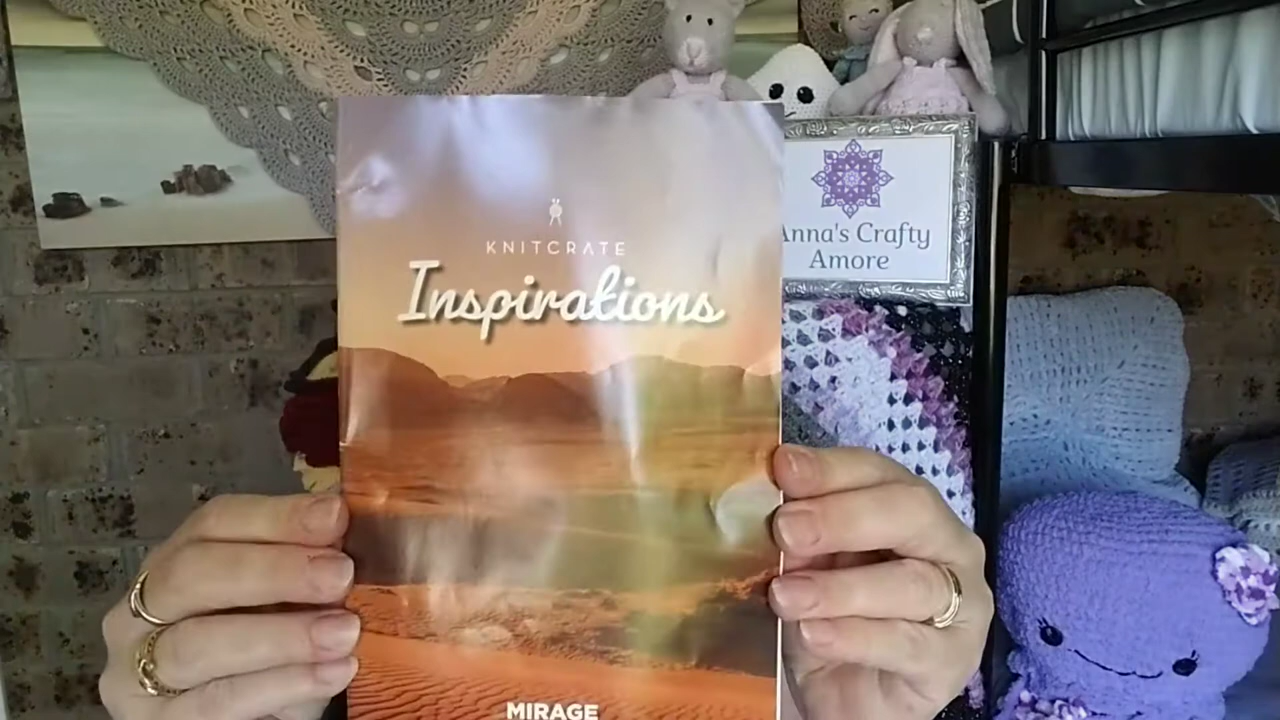 KNITCRATE
Inspirations
MIRAGE
Anna's Crafty
Amore